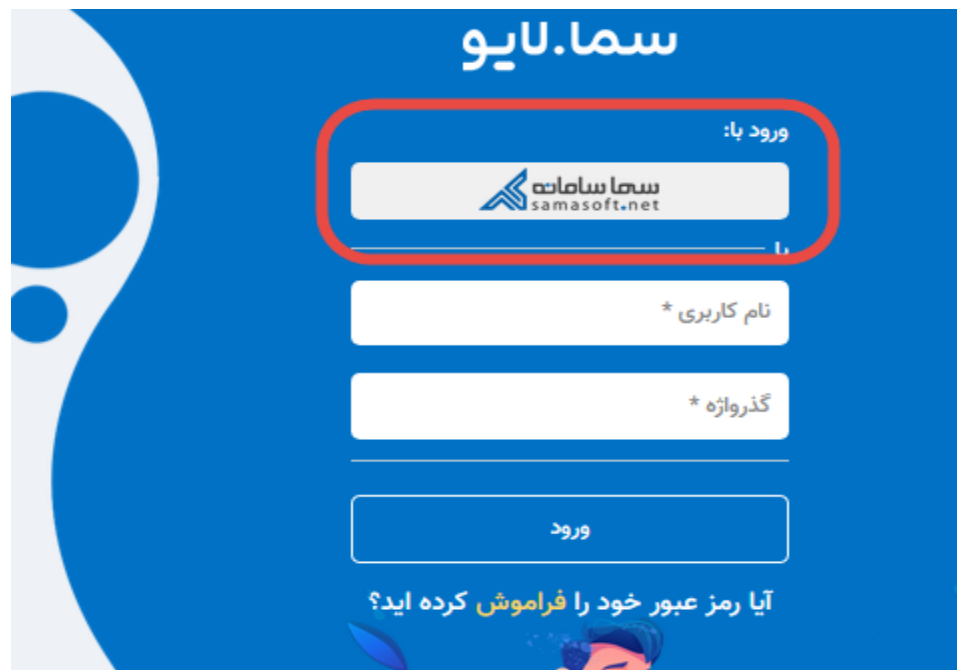 سما.لایو
ورود با:
سما سامانه
samasoft.net
یا
نام کاربری *
گذرواژه *
ورود
آیا رمز عبور خود را فراموش کرده اید؟